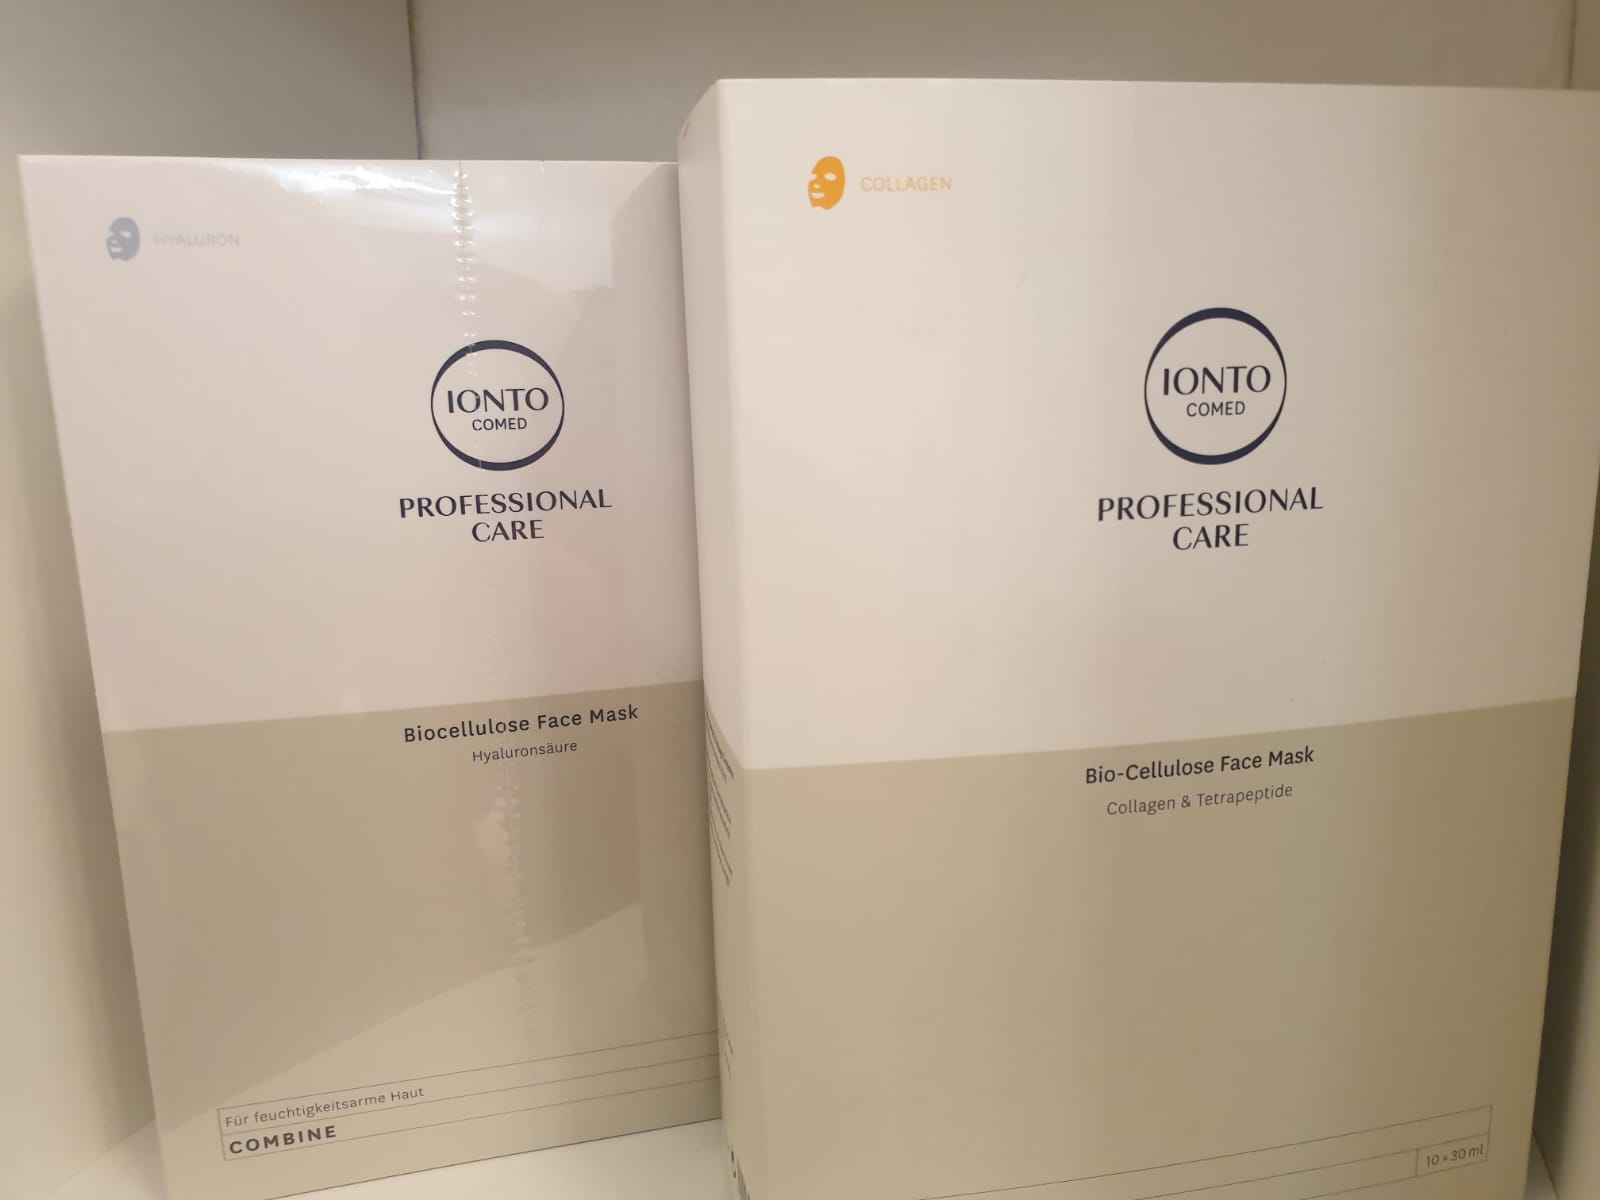 HYALURON
IONTO
COMED
PROFESSIONAL
CARE
Biocellulose Face Mask
Hyaluronsäure
Für feuchtigkeitsarme Haut
COMBINE
COLLAGEN
IONTO
COMED
PROFESSIONAL
CARE
Bio-Cellulose Face Mask
Collagen & Tetrapeptide
10 × 30 ml